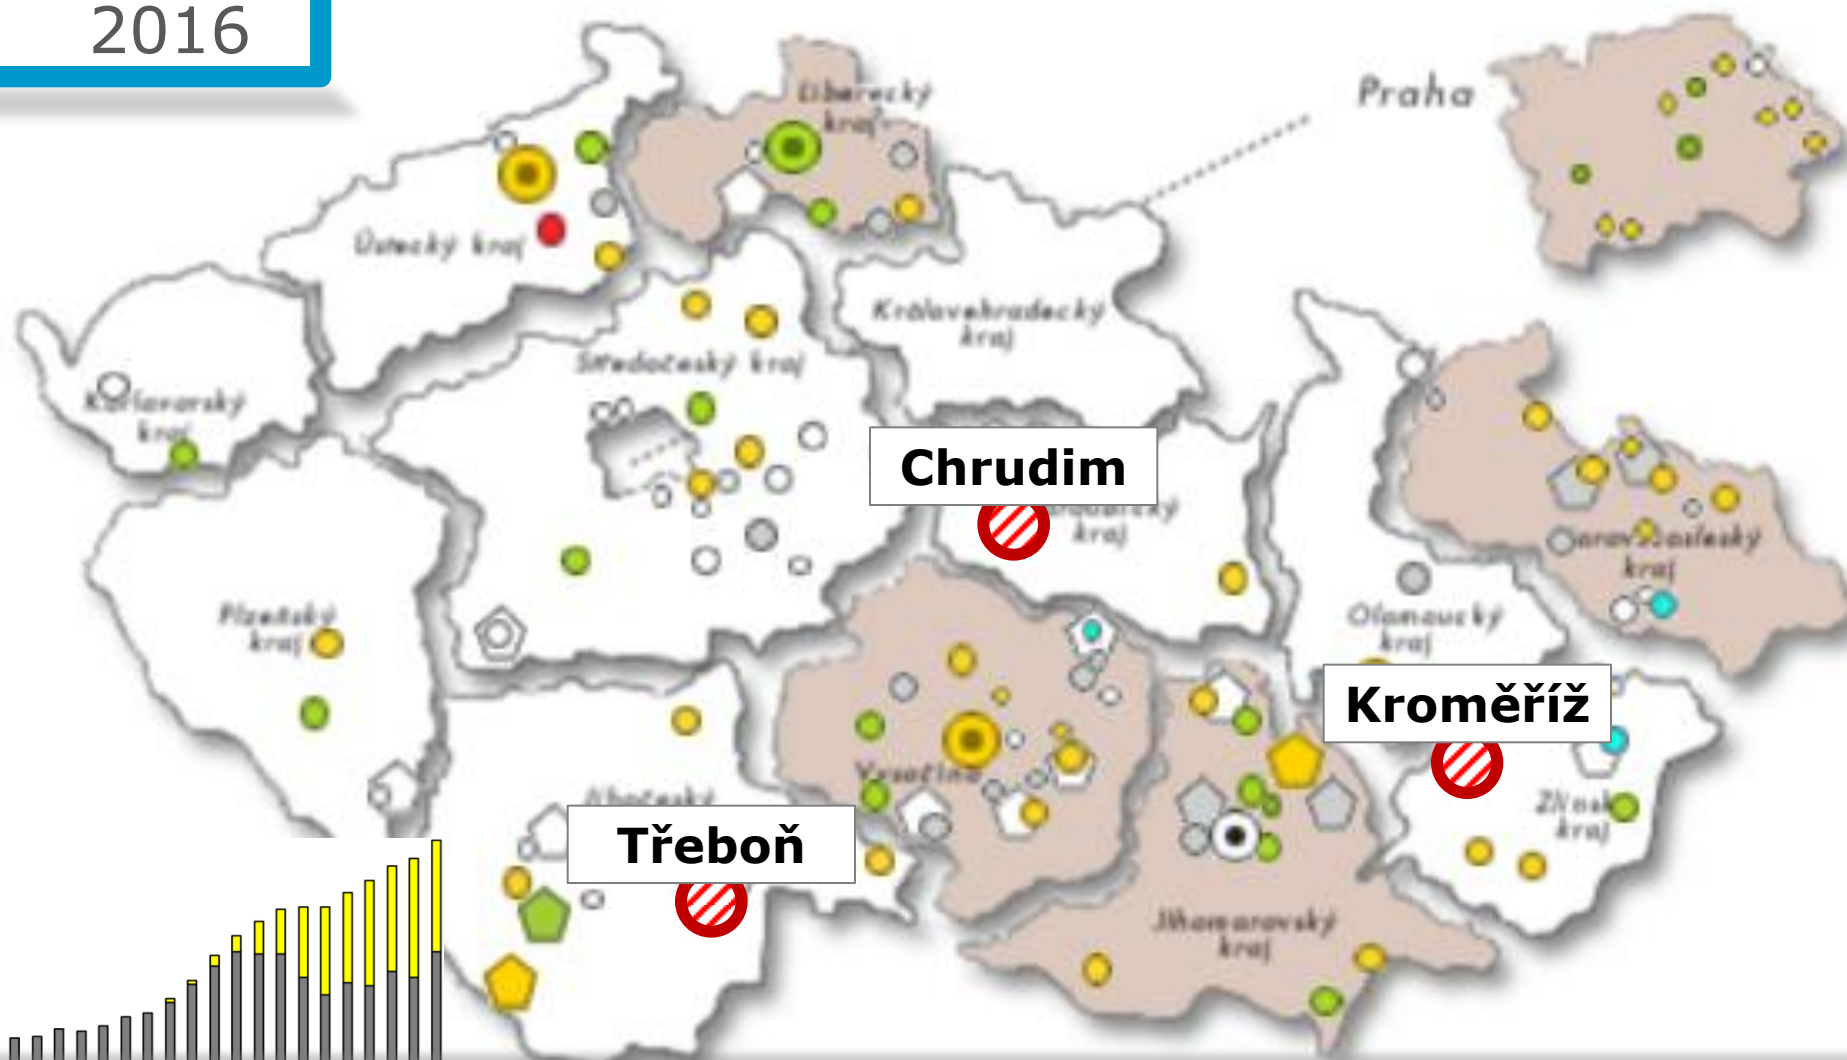 2016
Praha
Liberecký
kraj
Ústecký kraj
Královehradecký
kraj
Středočeský kraj
Karlovarský
kraj
Chrudim
kraj
Plzeňský
kraj
Olomoucký
kraj
kraj
Kroměříž
Vysočina
Třeboň
Zlínský
kraj
Jihomoravský
kraj